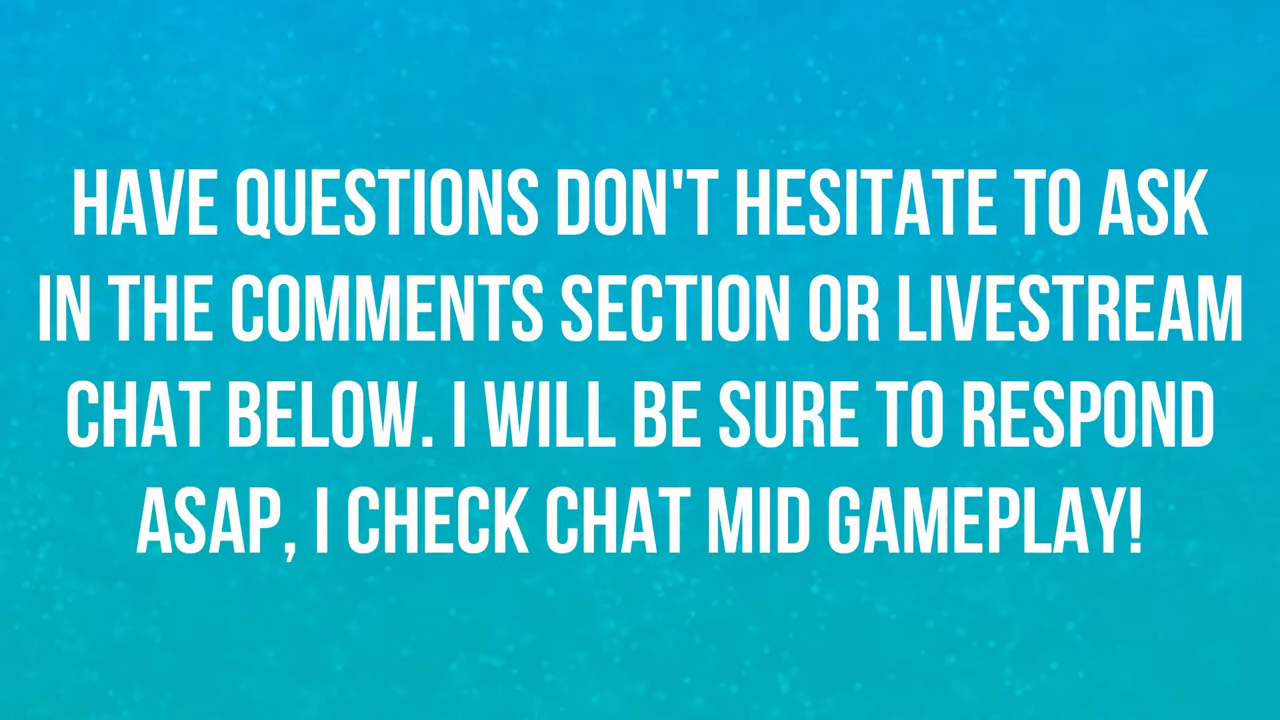 HAVE QUESTIONS DON'T HESITATE TO ASK
IN THE COMMENTS SECTION OR LIVESTREAM
CHAT BELOW. I WILL BE SURE TO RESPOND
ASAP, I CHECK CHAT MID GAMEPLAY!